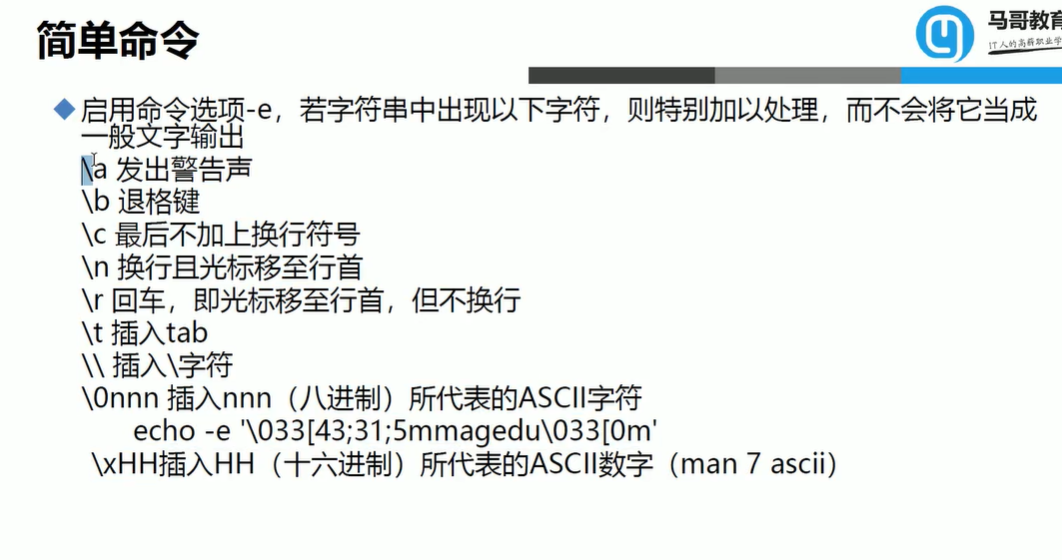 简单命令
马哥教育
IT人的高薪职业学
启用命令选项-e，若字符串中出现以下字符，则特别加以处理，而不会将它当成
一般文字输出
\a 发出警告声
\b 退格键
\c 最后不加上换行符号
\n 换行且光标移至行首
\r 回车，即光标移至行首，但不换行
\t 插入tab
\\ 插入\字符
\0nnn 插入nnn（八进制）所代表的ASCII字符
echo -e '\033[43;31;5mmagedu\033[0m'
\xHH插入HH（十六进制）所代表的ASCII数字（man 7 ascii）